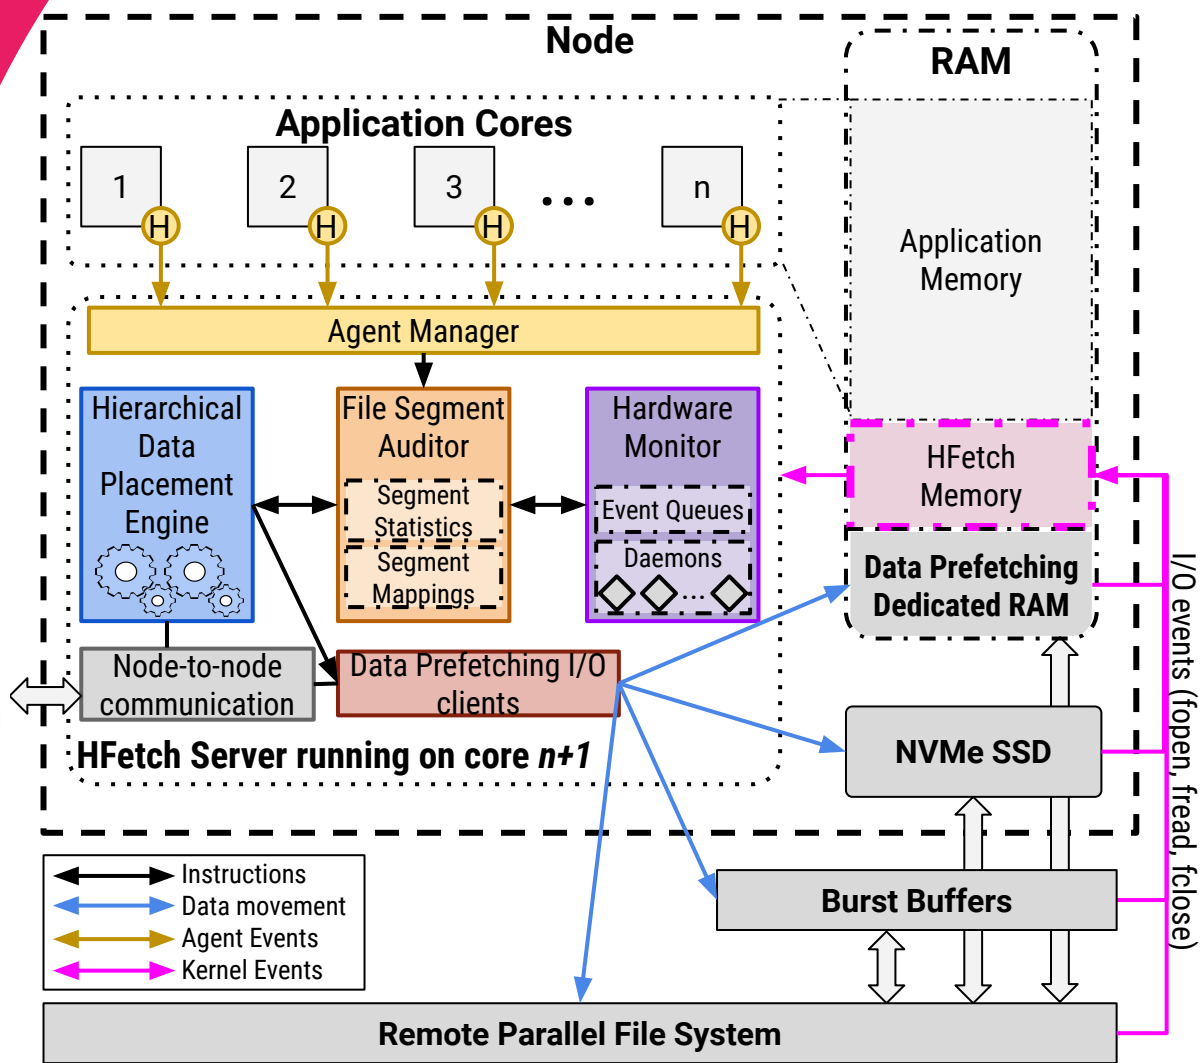 Node
RAM
Application Cores
1
2
3
...
n
H
H
H
H
Application
Memory
Agent Manager
Hierarchical
Data
Placement
Engine
File Segment
Auditor
Segment
Statistics
Segment
Mappings
Hardware
Monitor
Event Queues
Daemons
...
HFetch
Memory
Data Prefetching
Dedicated RAM
Node-to-node
communication
Data Prefetching I/O
clients
HFetch Server running on core n+1
NVMe SSD
I/O events (fopen, fread, fclose)
Instructions
Data movement
Agent Events
Kernel Events
Burst Buffers
Remote Parallel File System